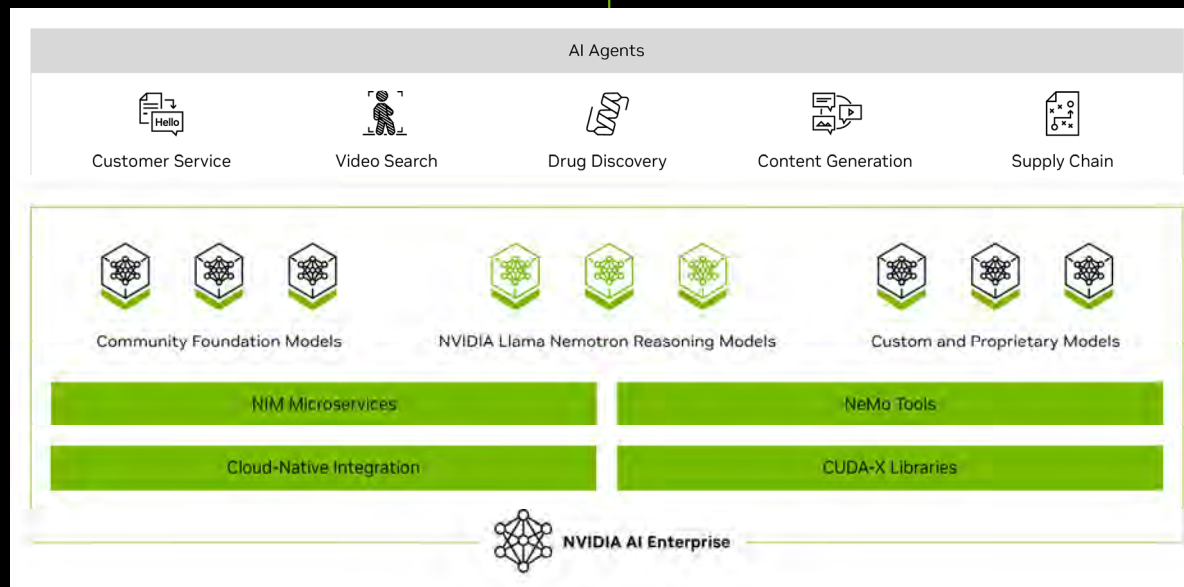 AI Agents
Hello
Customer Service
Video Search
Drug Discovery
Content Generation
Supply Chain
Community Foundation Models
NVIDIA Llama Nemotron Reasoning Models
Custom and Proprietary Models
NIM Microservices
NeMo Tools
Cloud-Native Integration
CUDA-X Libraries
NVIDIA AI Enterprise